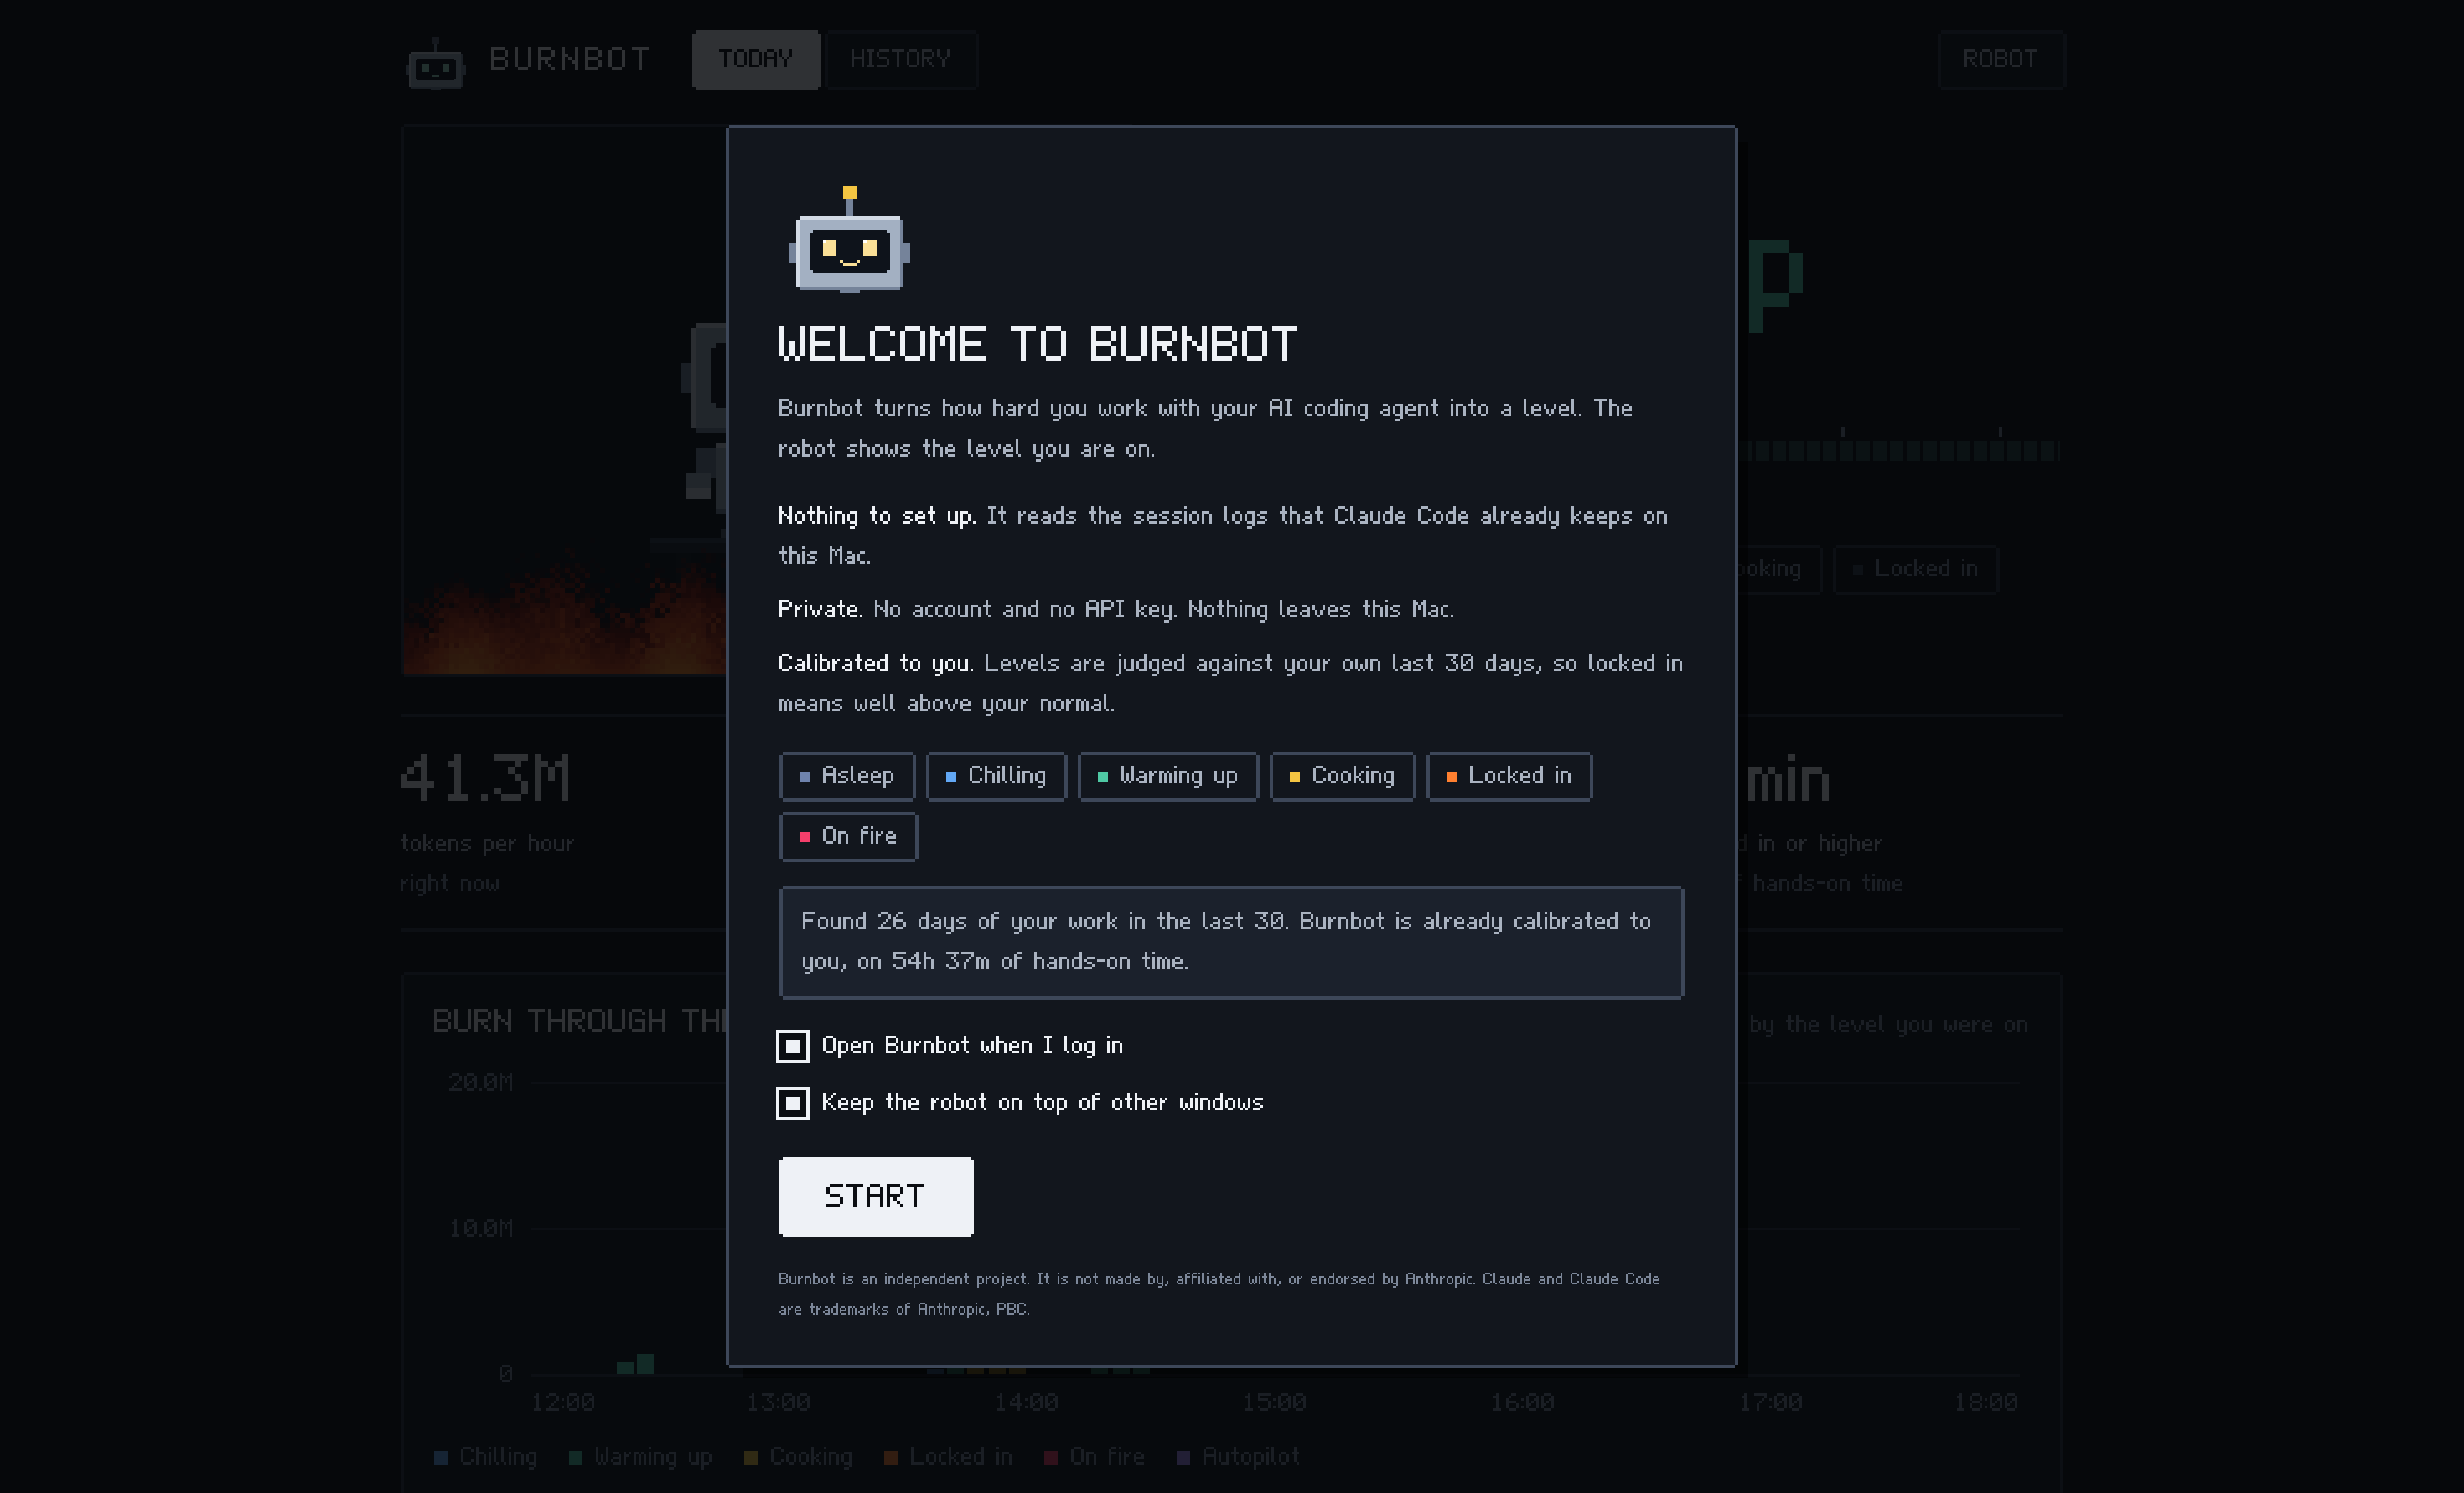 BURNBOT
TODAY
HISTORY
ROBOT
WELCOME TO BURNBOT
Burnbot turns how hard you work with your AI coding agent into a level. The
robot shows the level you are on.
Nothing to set up. It reads the session logs that Claude Code already keeps on
this Mac.
Private. No account and no API key. Nothing leaves this Mac.
Calibrated to you. Levels are judged against your own last 30 days, so locked in
means well above your normal.
Asleep
Chilling
Warming up
Cooking
Locked in
On fire
Found 26 days of your work in the last 30. Burnbot is already calibrated to
you, on 54h 37m of hands-on time.
Open Burnbot when I log in
Keep the robot on top of other windows
START
Burnbot is an independent project. It is not made by, affiliated with, or endorsed by Anthropic. Claude and Claude Code
are trademarks of Anthropic, PBC.
Locked in
41.3M
tokens per hour
right now
min
in or higher
hands-on time
BURN THROUGH
by the level you were on
20.0M
10.0M
0
12:00
13:00
14:00
15:00
16:00
17:00
18:00
Chilling
Warming up
Cooking
Locked in
On fire
Autopilot